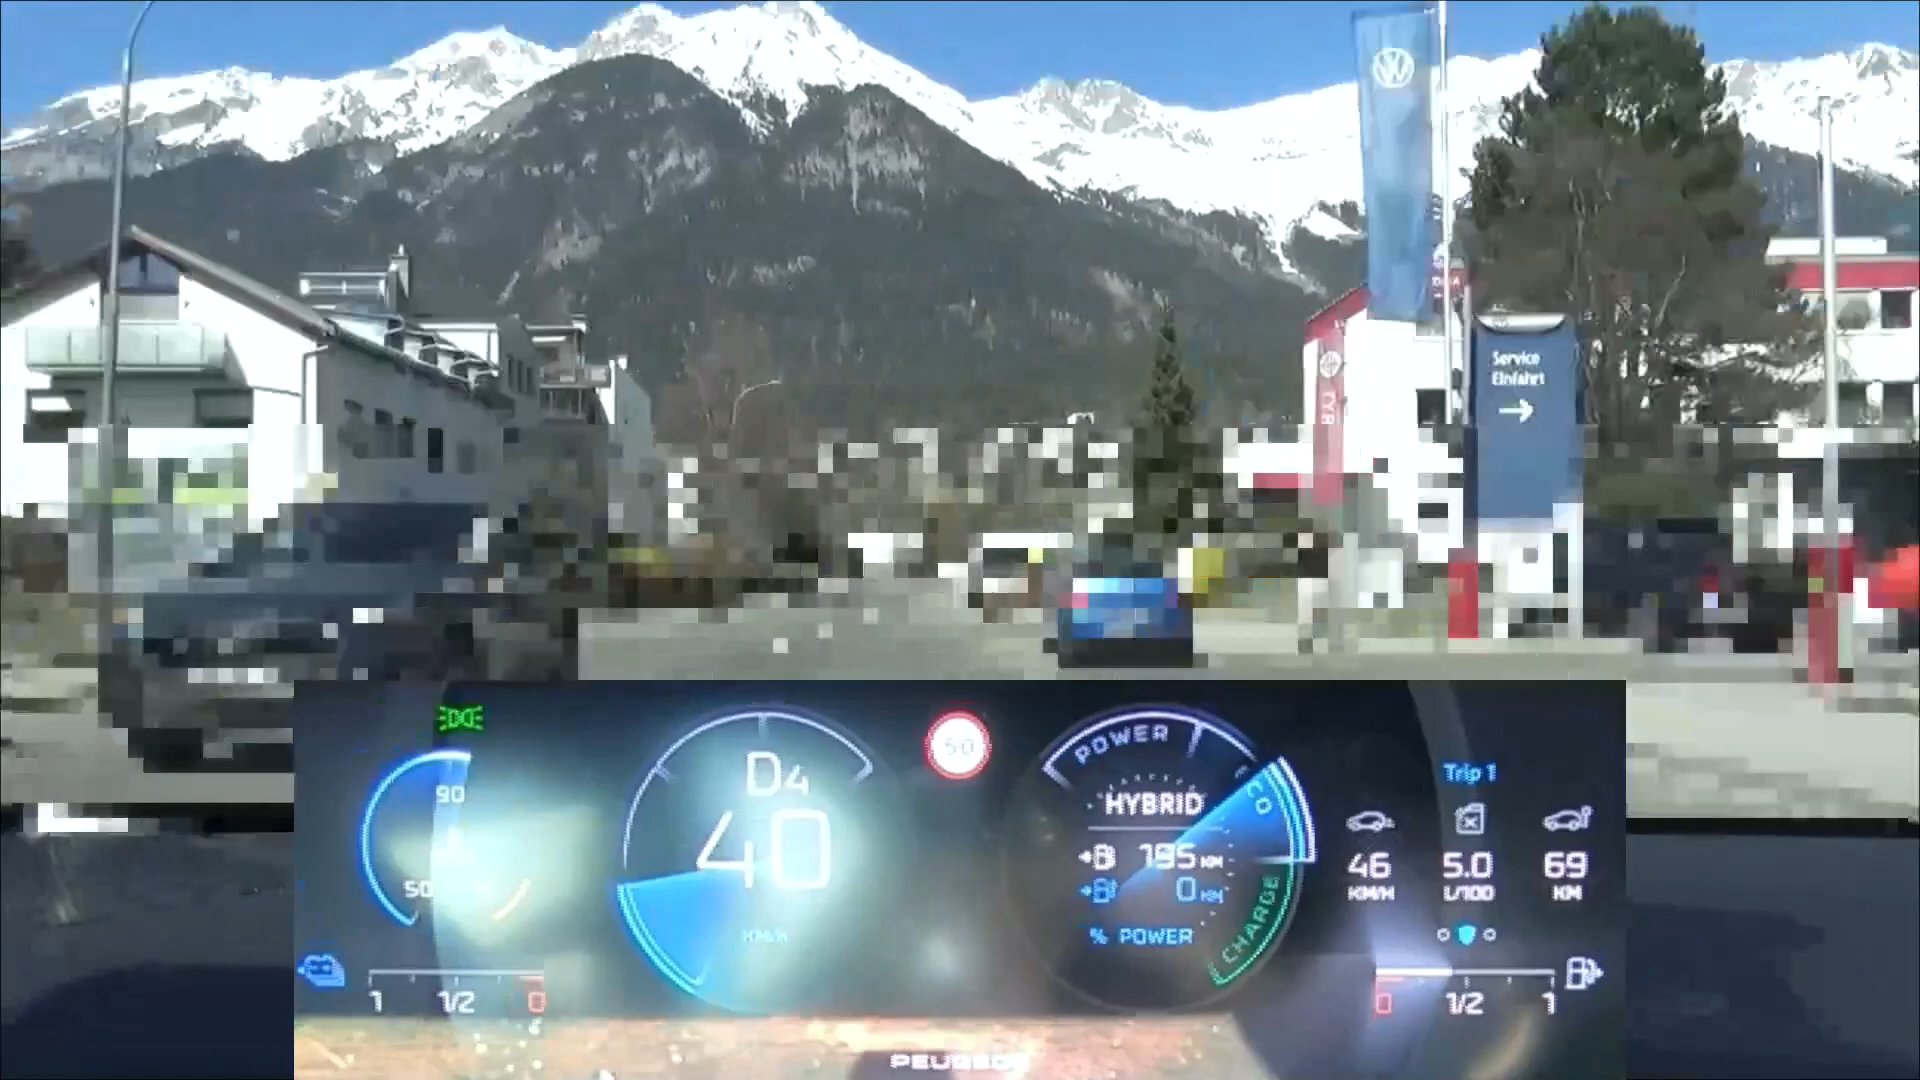 Service
Einfahrt
90
50
D4
40
KM/H
50
POWER
HYBRID
ECO
195 KM
0 KM
% POWER
CHARGE
Trip 1
46
KM/H
5.0
L/100
69
KM
1 1/2 0
0 1/2 1
PEUGEOT